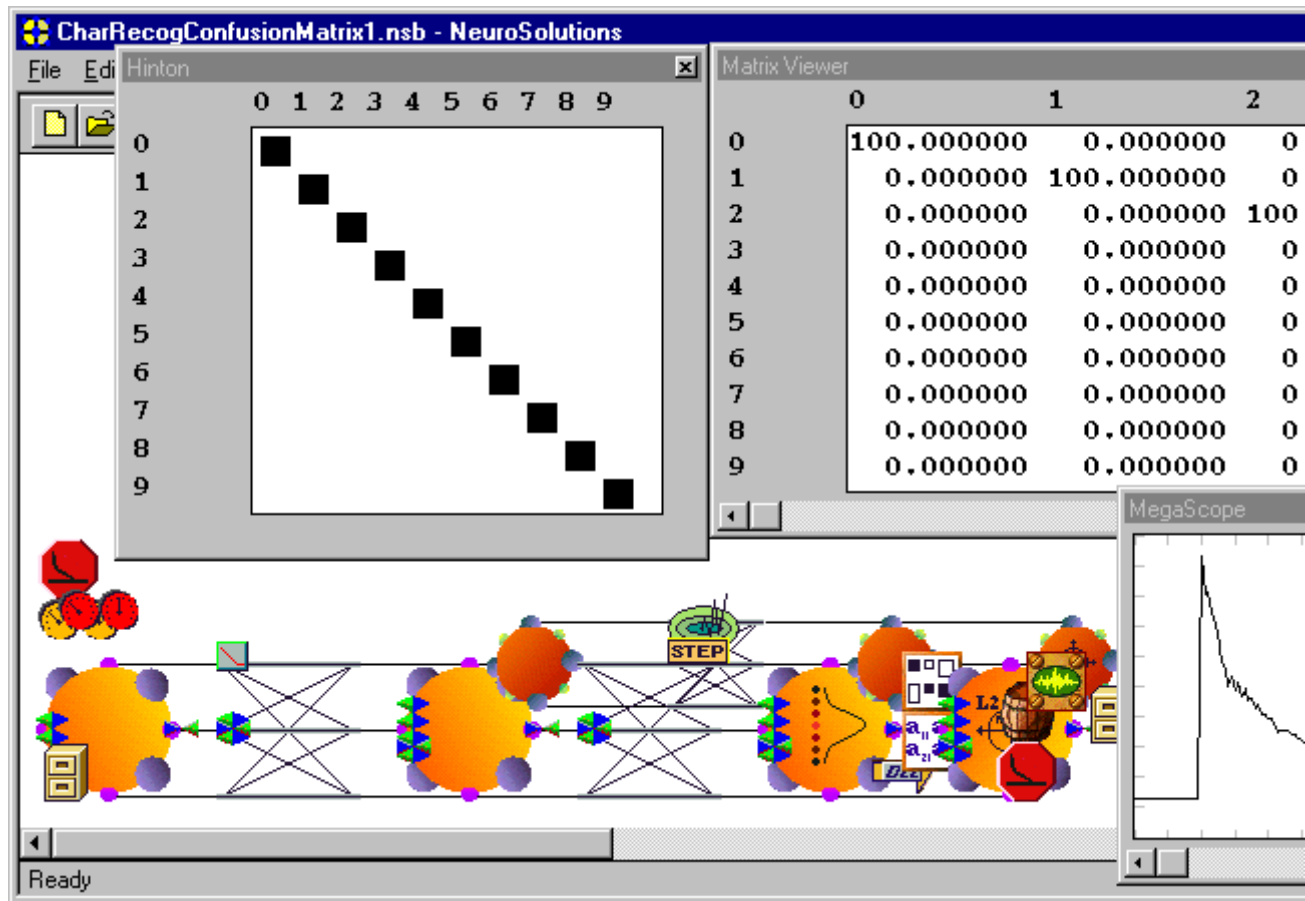 CharRecogConfusionMatrix1.nsb - NeuroSolutions
File Edi
Hinton
0 1 2 3 4 5 6 7 8 9
0
1
2
3
4
5
6
7
8
9
Matrix Viewer
0 1 2
0 100.000000 0.000000 0
1 0.000000 100.000000 0
2 0.000000 0.000000 100
3 0.000000 0.000000 0
4 0.000000 0.000000 0
5 0.000000 0.000000 0
6 0.000000 0.000000 0
7 0.000000 0.000000 0
8 0.000000 0.000000 0
9 0.000000 0.000000 0
MegaScope
STEP
L2
a11 a
a21 a
DLL
Ready